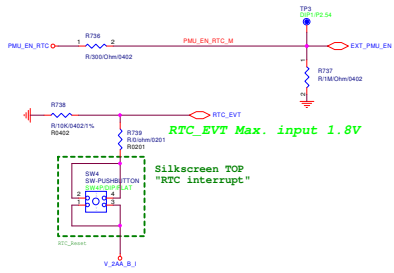 TP3
DIP1/P2,54
R736
PMU_EN_RTC
1
2
PMU_EN_RTC_M
EXT_PMU_EN
R/300/Ohm/0402
1
R737
R/1M/Ohm/0402
2
R738
RTC_EVT
R/10K/0402/1%
R0402
R739
R/0/ohm/0201
R0201
RTC_EVT Max. input 1.8V
SW4
SW-PUSHBUTTON
Silkscreen TOP
"RTC interrupt"
2
4
1
3
RTC_Reset
V_2AA_B_I